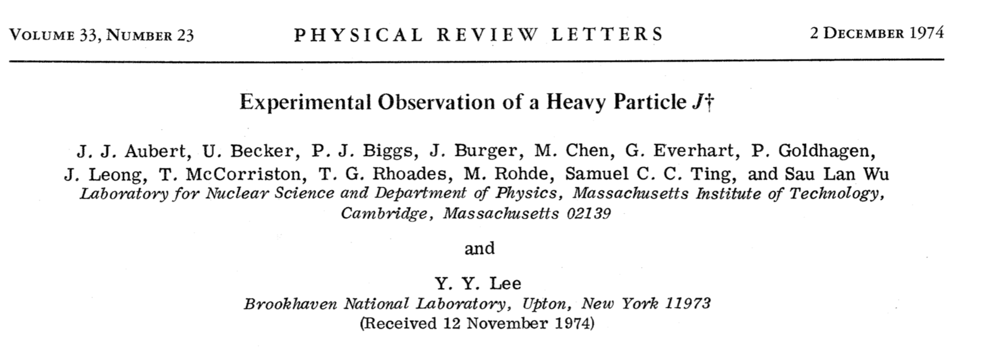 VOLUME 33, NUMBER 23 PHYSICAL REVIEW LETTERS 2 DECEMBER 1974
Experimental Observation of a Heavy Particle J†
J. J. Aubert, U. Becker, P. J. Biggs, J. Burger, M. Chen, G. Everhart, P. Goldhagen,
J. Leong, T. McCorriston, T. G. Rhoades, M. Rohde, Samuel C. C. Ting, and Sau Lan Wu
Laboratory for Nuclear Science and Department of Physics, Massachusetts Institute of Technology,
Cambridge, Massachusetts 02139
and
Y. Y. Lee
Brookhaven National Laboratory, Upton, New York 11973
(Received 12 November 1974)